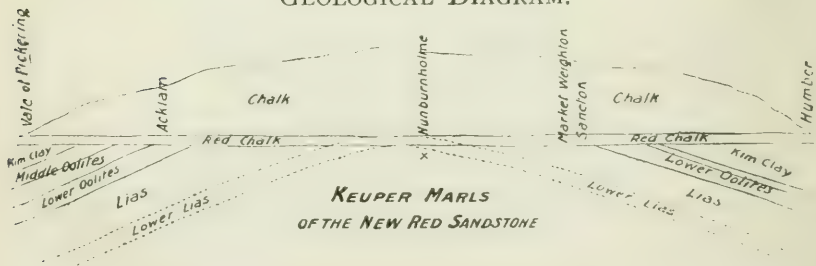 GEOLOGICAL DIAGRAM.
Vale of Pickering
Acklam
Nunburnholme
Market Weighton
Sancton
Humber
Chalk
Chalk
Red Chalk
Red Chalk
Kim Clay
Middle Oolites
Lower Oolites
Lias
Lower Lias
x
KEUPER MARLS
OF THE NEW RED SANDSTONE
Kim Clay
Lower Oolites
Lias
Lower Lias